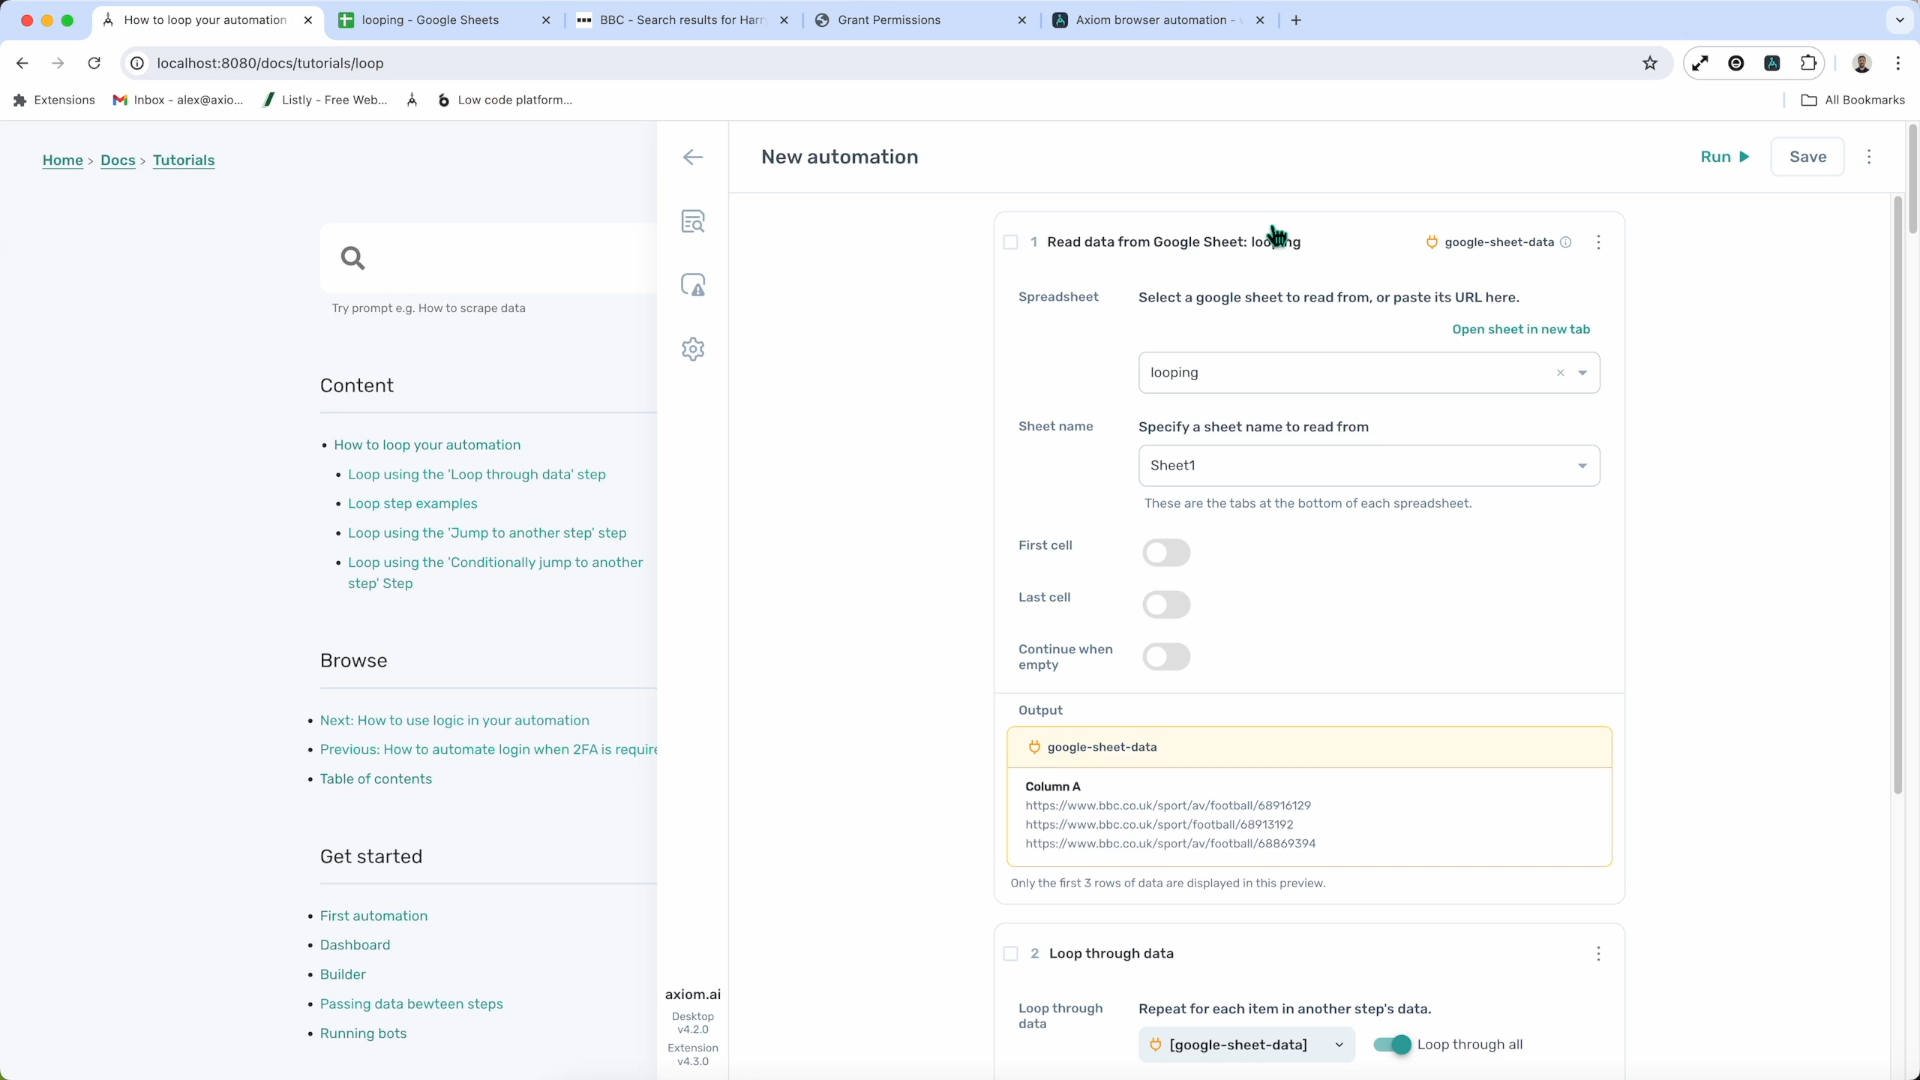 How to loop your automation
looping - Google Sheets
BBC - Search results for Harr
Grant Permissions
Axiom browser automation -
localhost:8080/docs/tutorials/loop
Extensions
Inbox - alex@axio...
Listly - Free Web...
Low code platform...
All Bookmarks
Home > Docs > Tutorials
New automation
Run
Save
Try prompt e.g. How to scrape data
Content
How to loop your automation
Loop using the 'Loop through data' step
Loop step examples
Loop using the 'Jump to another step' step
Loop using the 'Conditionally jump to another
step' Step
Browse
Next: How to use logic in your automation
Previous: How to automate login when 2FA is require
Table of contents
Get started
First automation
Dashboard
Builder
Passing data bewteen steps
Running bots
axiom.ai
Desktop
v4.2.0
Extension
v4.3.0
1 Read data from Google Sheet: looping
google-sheet-data
Spreadsheet
Select a google sheet to read from, or paste its URL here.
Open sheet in new tab
looping
Sheet name
Specify a sheet name to read from
Sheet1
These are the tabs at the bottom of each spreadsheet.
First cell
Last cell
Continue when
empty
Output
google-sheet-data
Column A
https://www.bbc.co.uk/sport/av/football/68916129
https://www.bbc.co.uk/sport/football/68913192
https://www.bbc.co.uk/sport/av/football/68869394
Only the first 3 rows of data are displayed in this preview.
2 Loop through data
Loop through
data
Repeat for each item in another step's data.
[google-sheet-data]
Loop through all